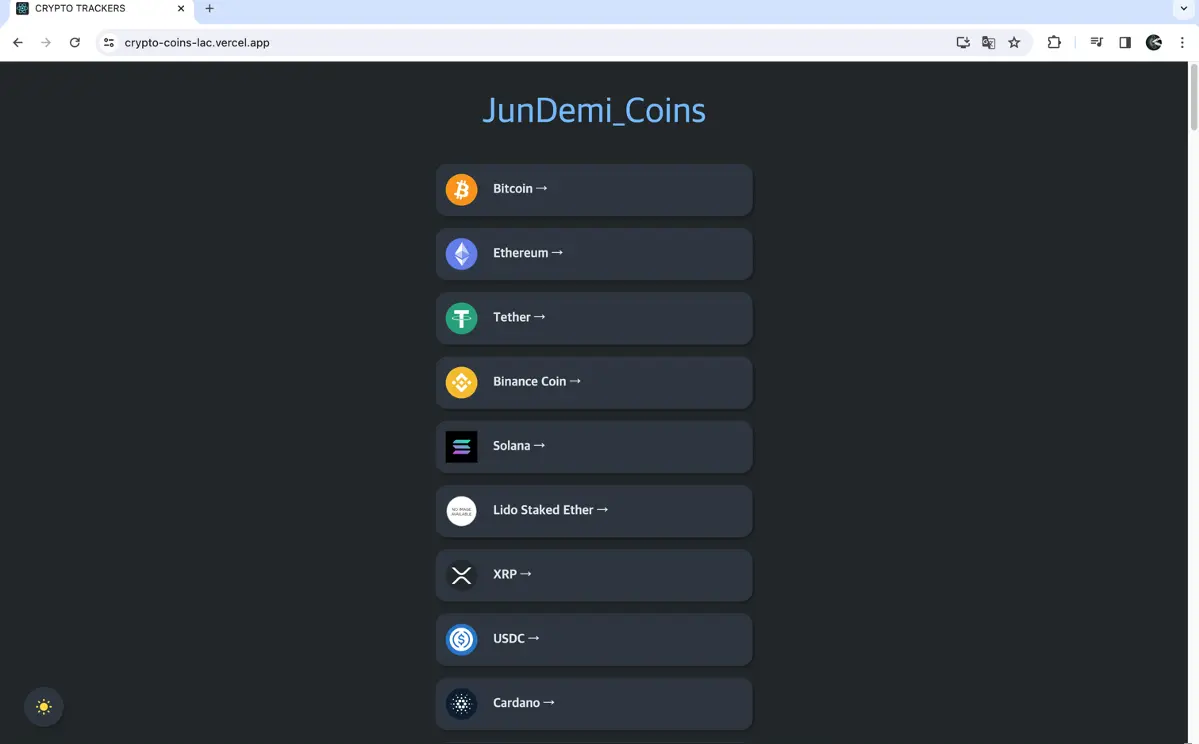 CRYPTO TRACKERS
crypto-coins-lac.vercel.app
JunDemi_Coins
Bitcoin →
Ethereum →
Tether →
Binance Coin →
Solana →
NO IMAGE
AVAILABLE
Lido Staked Ether →
XRP →
USDC →
Cardano →